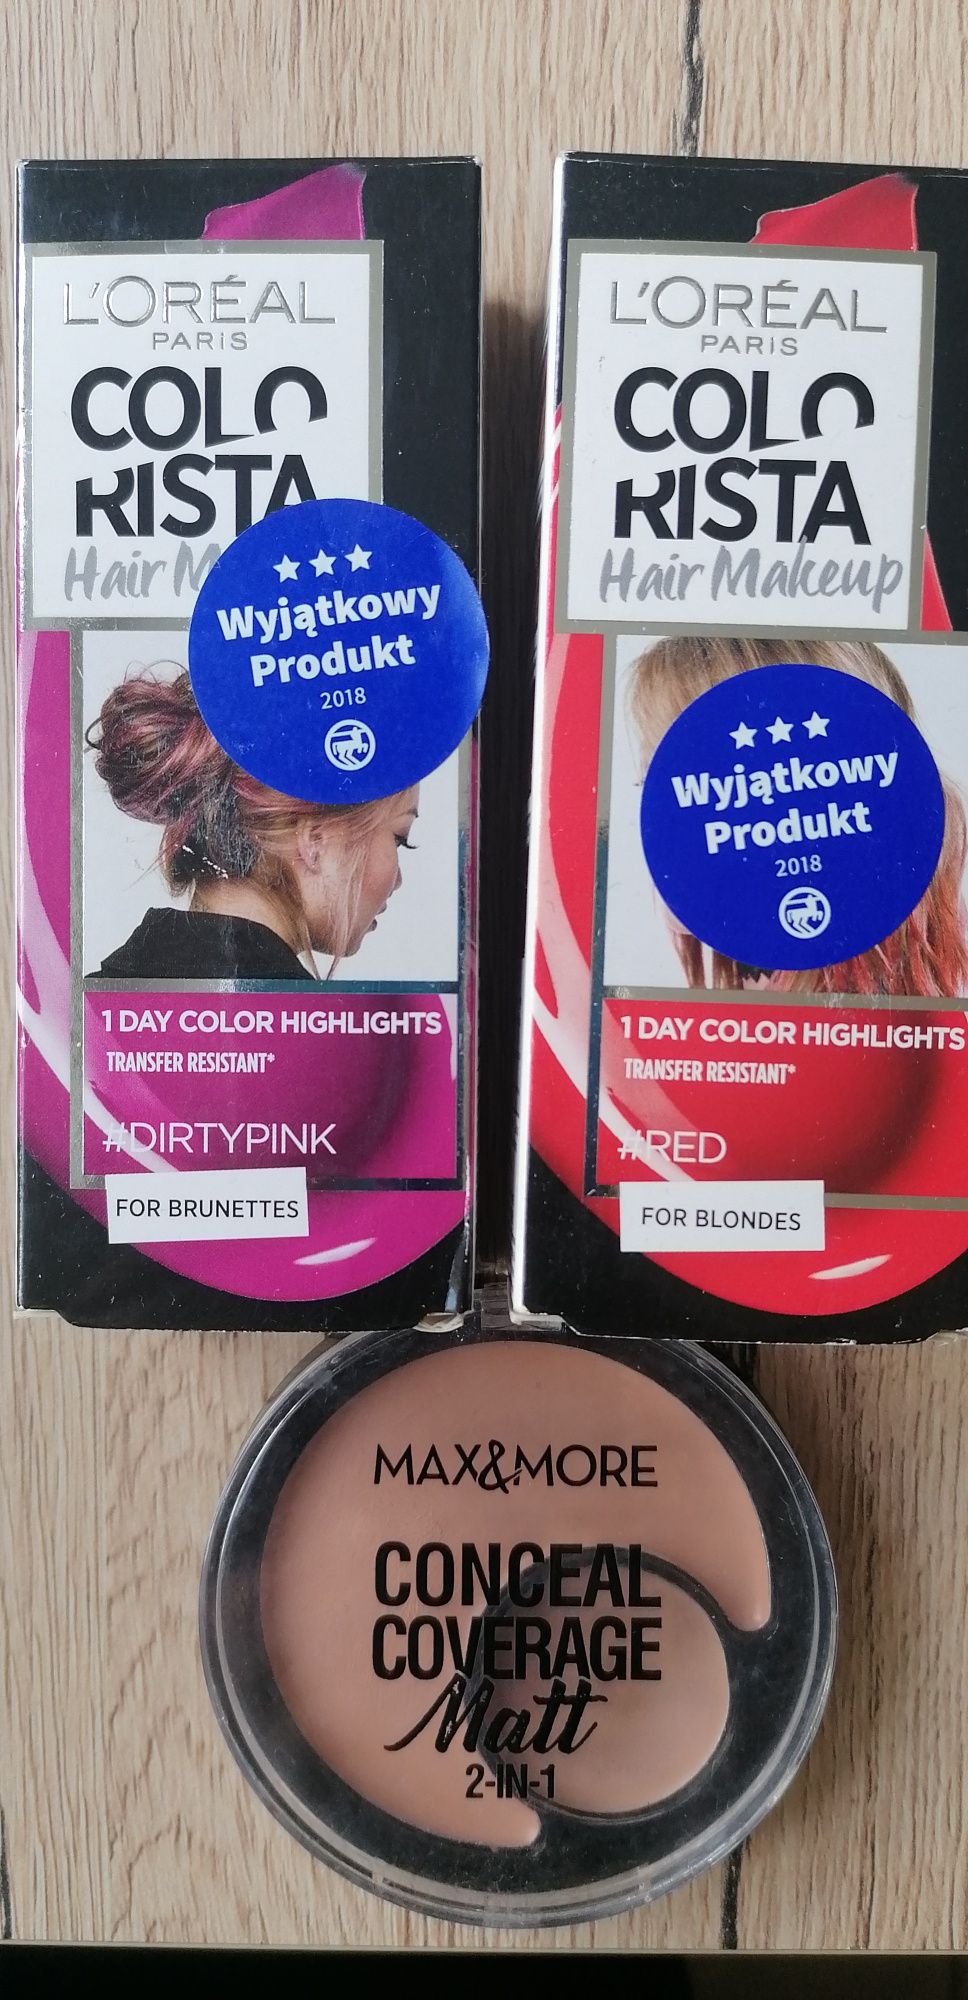 L'ORÉAL
PARIS
COLO
RISTA
Hair M
Wyjątkowy
Produkt
2018
1 DAY COLOR HIGHLIGHTS
TRANSFER RESISTANT*
#DIRTYPINK
FOR BRUNETTES
L'ORÉAL
PARIS
COLO
RISTA
Hair Makeup
Wyjątkowy
Produkt
2018
1 DAY COLOR HIGHLIGHTS
TRANSFER RESISTANT*
#RED
FOR BLONDES
MAX&MORE
CONCEAL
COVERAGE
Matt
2-IN-1